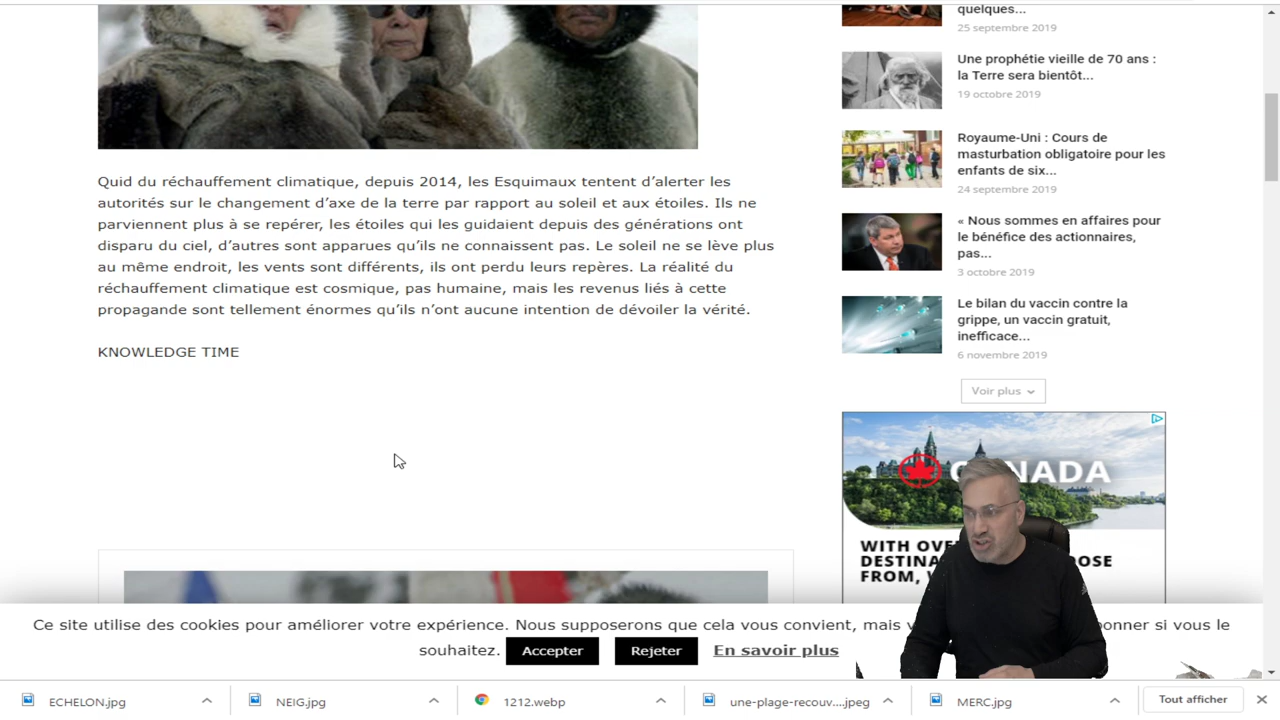 Quid du réchauffement climatique, depuis 2014, les Esquimaux tentent d’alerter les
autorités sur le changement d’axe de la terre par rapport au soleil et aux étoiles. Ils ne
parviennent plus à se repérer, les étoiles qui les guidaient depuis des générations ont
disparu du ciel, d’autres sont apparues qu’ils ne connaissent pas. Le soleil ne se lève plus
au même endroit, les vents sont différents, ils ont perdu leurs repères. La réalité du
réchauffement climatique est cosmique, pas humaine, mais les revenus liés à cette
propagande sont tellement énormes qu’ils n’ont aucune intention de dévoiler la vérité.
KNOWLEDGE TIME
quelques...
25 septembre 2019
Une prophétie vieille de 70 ans :
la Terre sera bientôt...
19 octobre 2019
Royaume-Uni : Cours de
masturbation obligatoire pour les
enfants de six...
24 septembre 2019
« Nous sommes en affaires pour
le bénéfice des actionnaires,
pas...
3 octobre 2019
Le bilan du vaccin contre la
grippe, un vaccin gratuit,
inefficace...
6 novembre 2019
Voir plus
NADA
WITH OVE
DESTINA OSE
FROM,
Ce site utilise des cookies pour améliorer votre expérience. Nous supposerons que cela vous convient, mais onner si vous le
souhaitez. Accepter Rejeter En savoir plus
ECHELON.jpg NEIG.jpg 1212.webp une-plage-recouv....jpeg MERC.jpg Tout afficher